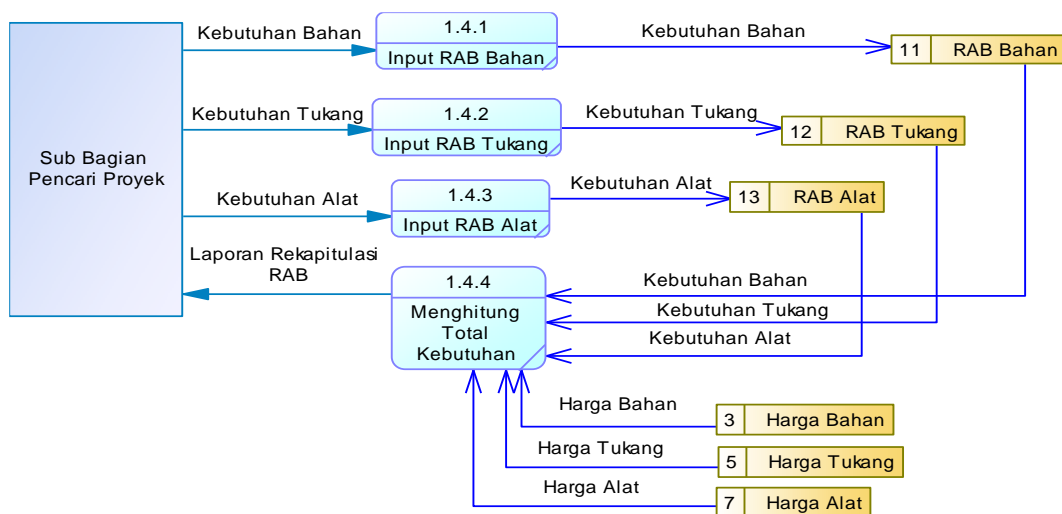 Kebutuhan Bahan
1.4.1
Input RAB Bahan
Kebutuhan Bahan
11 RAB Bahan
Sub Bagian
Pencari Proyek
Kebutuhan Tukang
1.4.2
Input RAB Tukang
Kebutuhan Tukang
12 RAB Tukang
Kebutuhan Alat
1.4.3
Input RAB Alat
Kebutuhan Alat
13 RAB Alat
Laporan Rekapitulasi
RAB
1.4.4
Menghitung
Total
Kebutuhan
Kebutuhan Bahan
Kebutuhan Tukang
Kebutuhan Alat
Harga Bahan
3 Harga Bahan
Harga Tukang
5 Harga Tukang
Harga Alat
7 Harga Alat